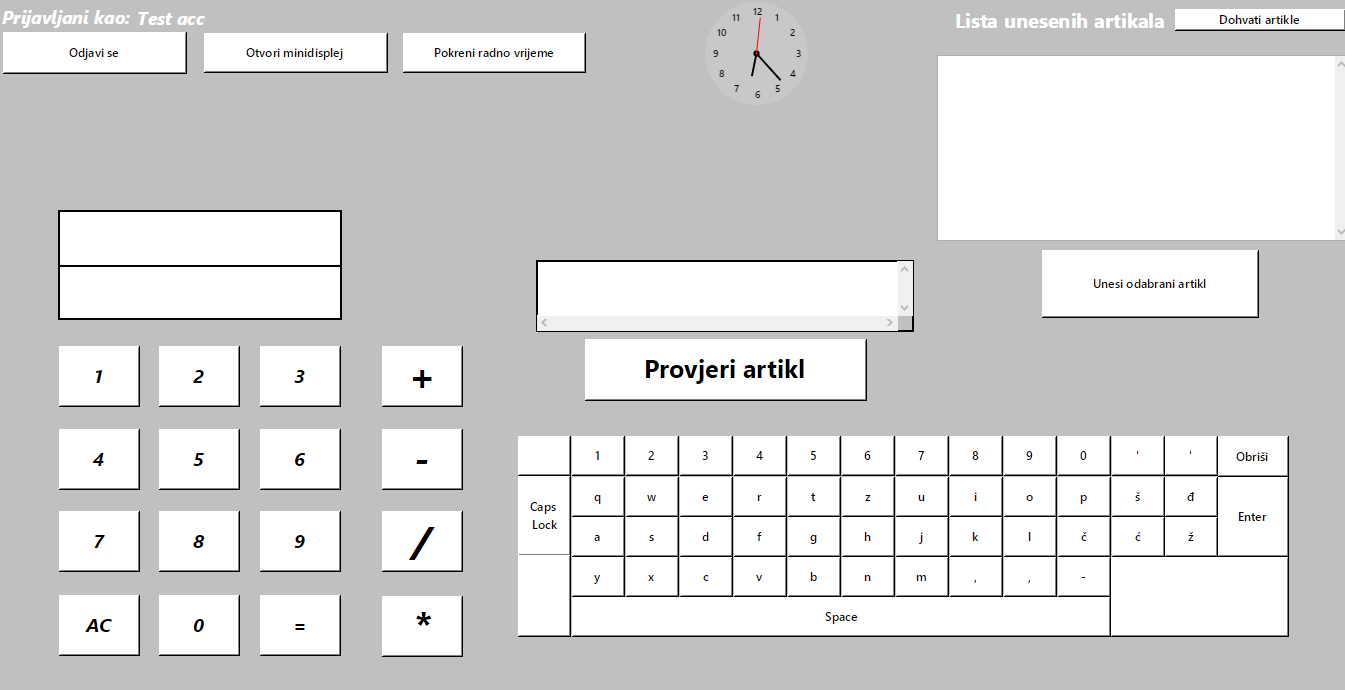 Prijavljani kao: Test acc
Odjavi se
Otvori minidisplej
Pokreni radno vrijeme
12
1
2
3
4
5
6
7
8
9
10
11
Lista unesenih artikala
Dohvati artikle
Unesi odabrani artikl
Provjeri artikl
1 2 3 +
4 5 6 -
7 8 9 /
AC 0 = *
1 2 3 4 5 6 7 8 9 0 ' ' Obriši
Caps Lock
q w e r t z u i o p š đ
Enter
a s d f g h j k l č ć ž
y x c v b n m , , -
Space